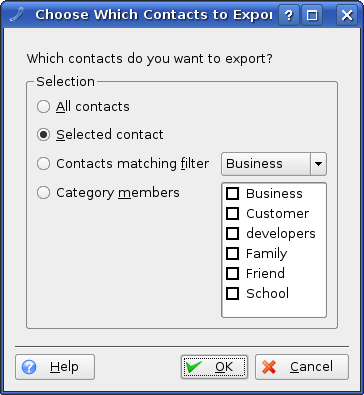 Choose Which Contacts to Expor
Which contacts do you want to export?
Selection
All contacts
Selected contact
Contacts matching filter Business
Category members
Business
Customer
developers
Family
Friend
School
Help OK Cancel